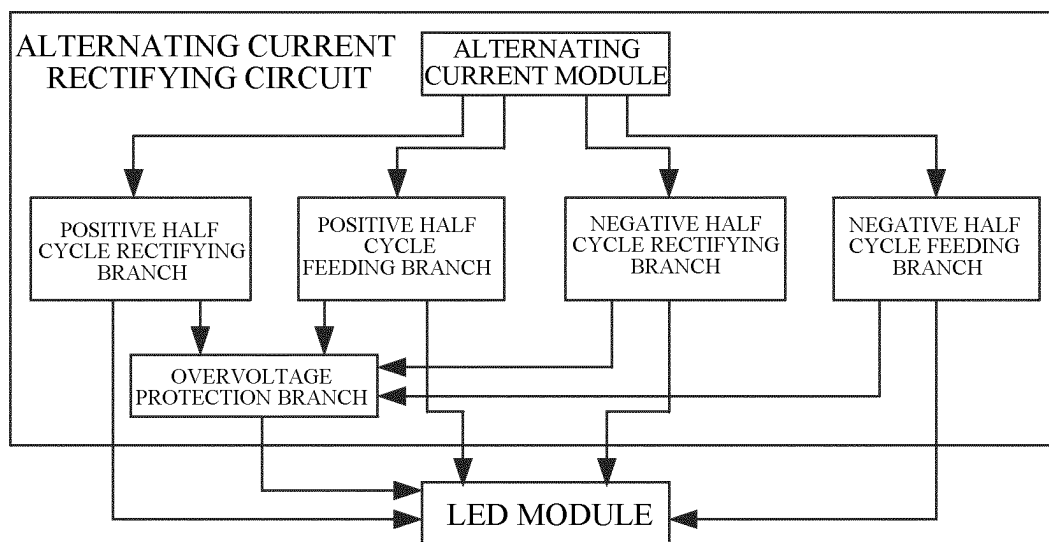 ALTERNATING CURRENT
RECTIFYING CIRCUIT
ALTERNATING
CURRENT MODULE
POSITIVE HALF
CYCLE RECTIFYING
BRANCH
POSITIVE HALF
CYCLE
FEEDING BRANCH
NEGATIVE HALF
CYCLE RECTIFYING
BRANCH
NEGATIVE HALF
CYCLE FEEDING
BRANCH
OVERVOLTAGE
PROTECTION BRANCH
LED MODULE